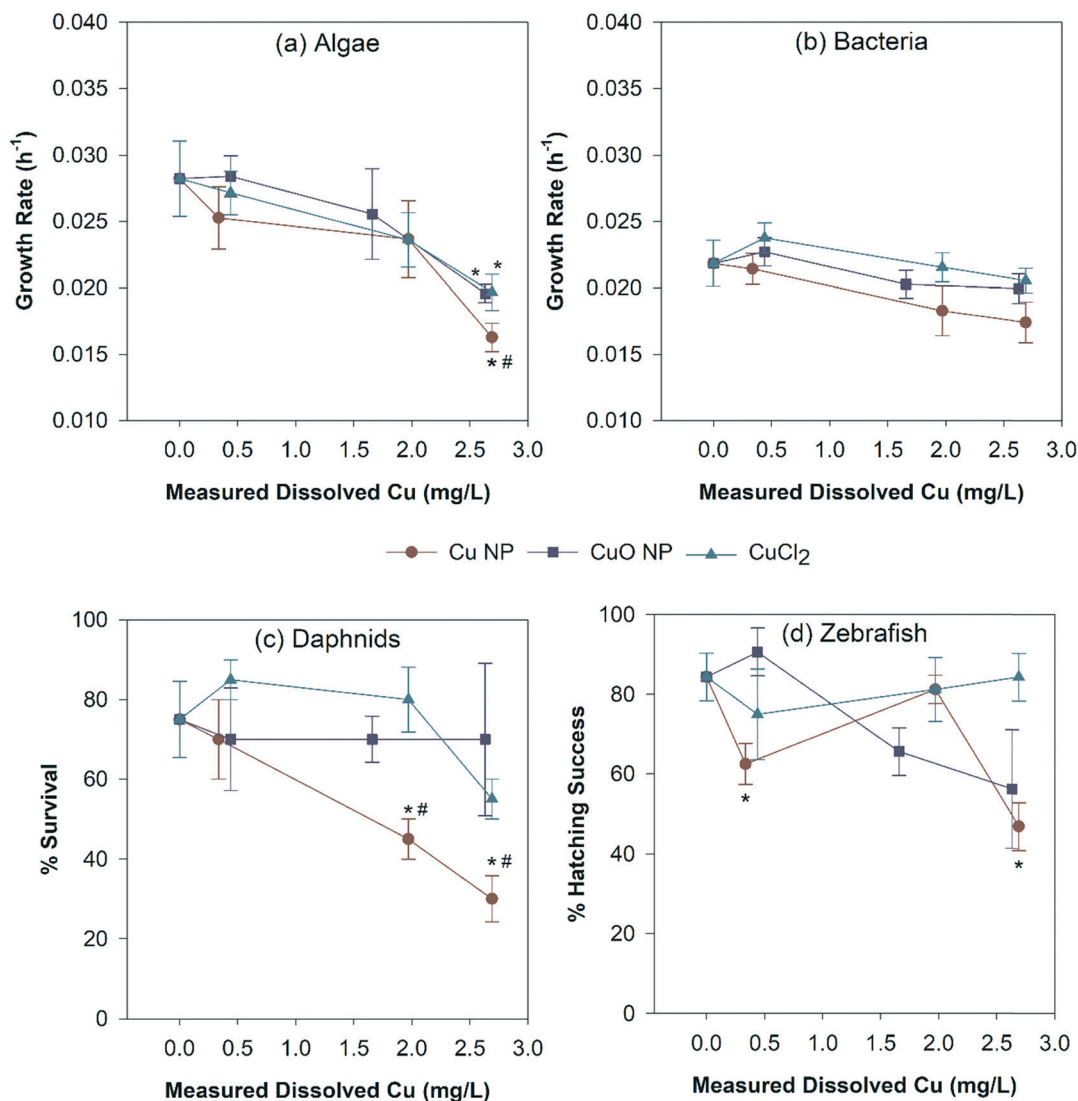 (a) Algae
Growth Rate (h⁻¹)
0.040
0.035
0.030
0.025
0.020
0.015
0.010
* *
* #
0.0 0.5 1.0 1.5 2.0 2.5 3.0
Measured Dissolved Cu (mg/L)
(b) Bacteria
Growth Rate (h⁻¹)
0.040
0.035
0.030
0.025
0.020
0.015
0.010
0.0 0.5 1.0 1.5 2.0 2.5 3.0
Measured Dissolved Cu (mg/L)
Cu NP CuO NP CuCl₂
(c) Daphnids
% Survival
100
80
60
40
20
0
* #
* #
0.0 0.5 1.0 1.5 2.0 2.5 3.0
Measured Dissolved Cu (mg/L)
(d) Zebrafish
% Hatching Success
100
80
60
40
20
0
*
*
0.0 0.5 1.0 1.5 2.0 2.5 3.0
Measured Dissolved Cu (mg/L)